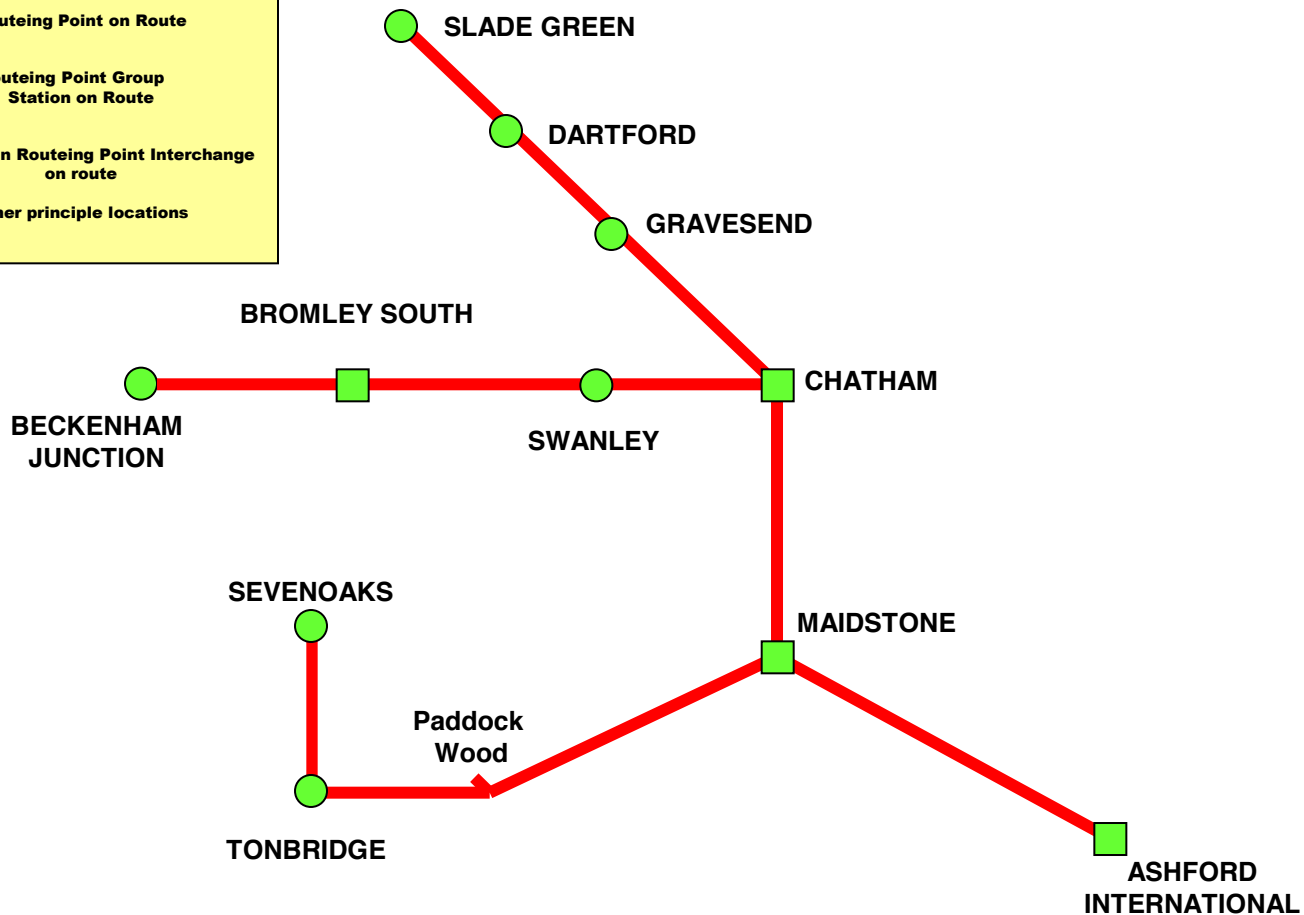 uteing Point on Route
uteing Point Group
Station on Route
n Routeing Point Interchange
on route
er principle locations
SLADE GREEN
DARTFORD
GRAVESEND
BROMLEY SOUTH
CHATHAM
BECKENHAM
JUNCTION
SWANLEY
SEVENOAKS
MAIDSTONE
Paddock
Wood
TONBRIDGE
ASHFORD
INTERNATIONAL